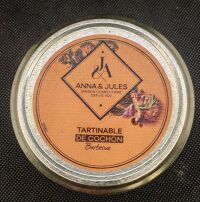 ANNA & JULES
TARTINABLE
DE COCHON
Barbecue